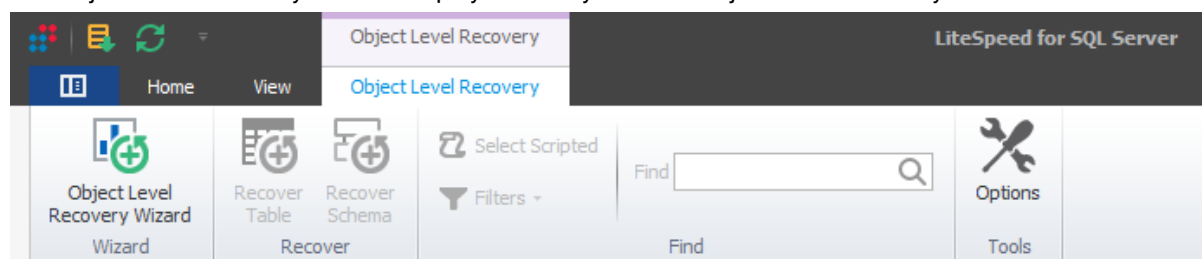 Object Level Recovery
LiteSpeed for SQL Server
Home
View
Object Level Recovery
Object Level
Recovery Wizard
Wizard
Recover
Table
Recover
Schema
Recover
Select Scripted
Filters
Find
Find
Options
Tools